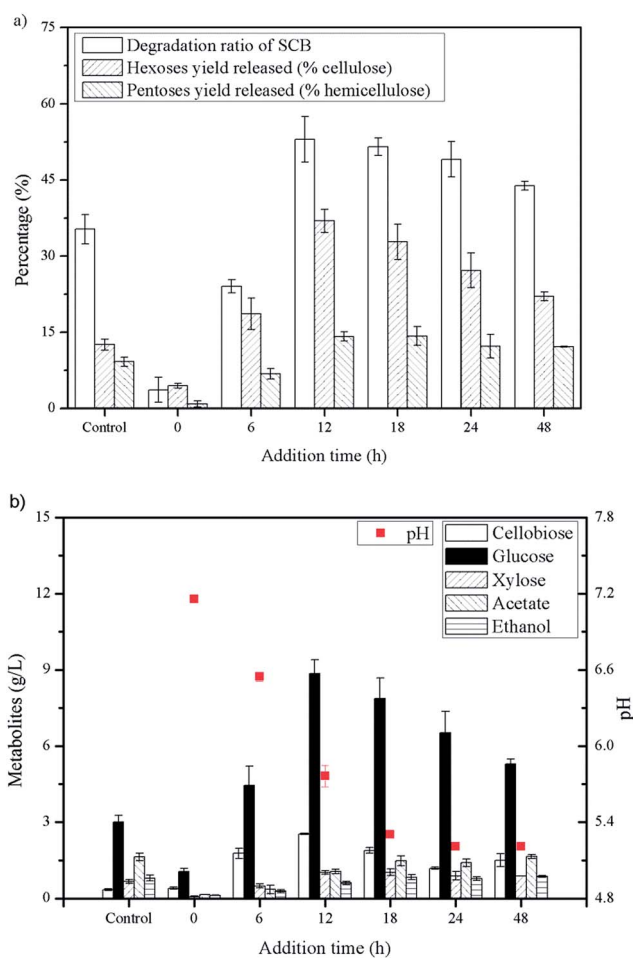 a)
Degradation ratio of SCB
Hexoses yield released (% cellulose)
Pentoses yield released (% hemicellulose)
Percentage (%)
75
60
45
30
15
0
Control 0 6 12 18 24 48
Addition time (h)
b)
pH
Cellobiose
Glucose
Xylose
Acetate
Ethanol
Metabolites (g/L)
15
12
9
6
3
0
7.8
7.2
6.6
6.0
5.4
4.8
pH
Control 0 6 12 18 24 48
Addition time (h)